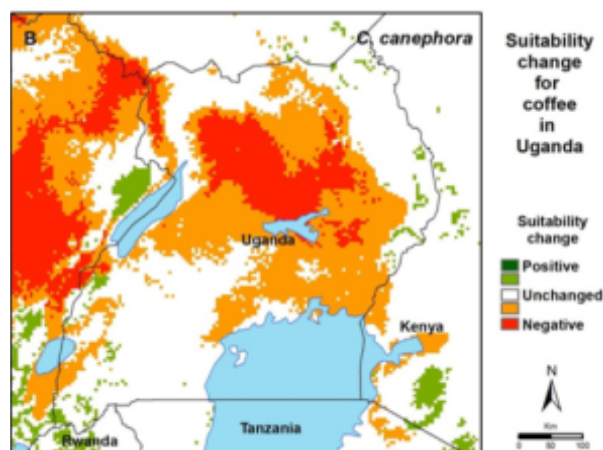 B
C. canephora
Uganda
Kenya
Tanzania
Rwanda
Suitability
change
for
coffee
in
Uganda
Suitability
change
Positive
Unchanged
Negative
N
Km
0 50 100